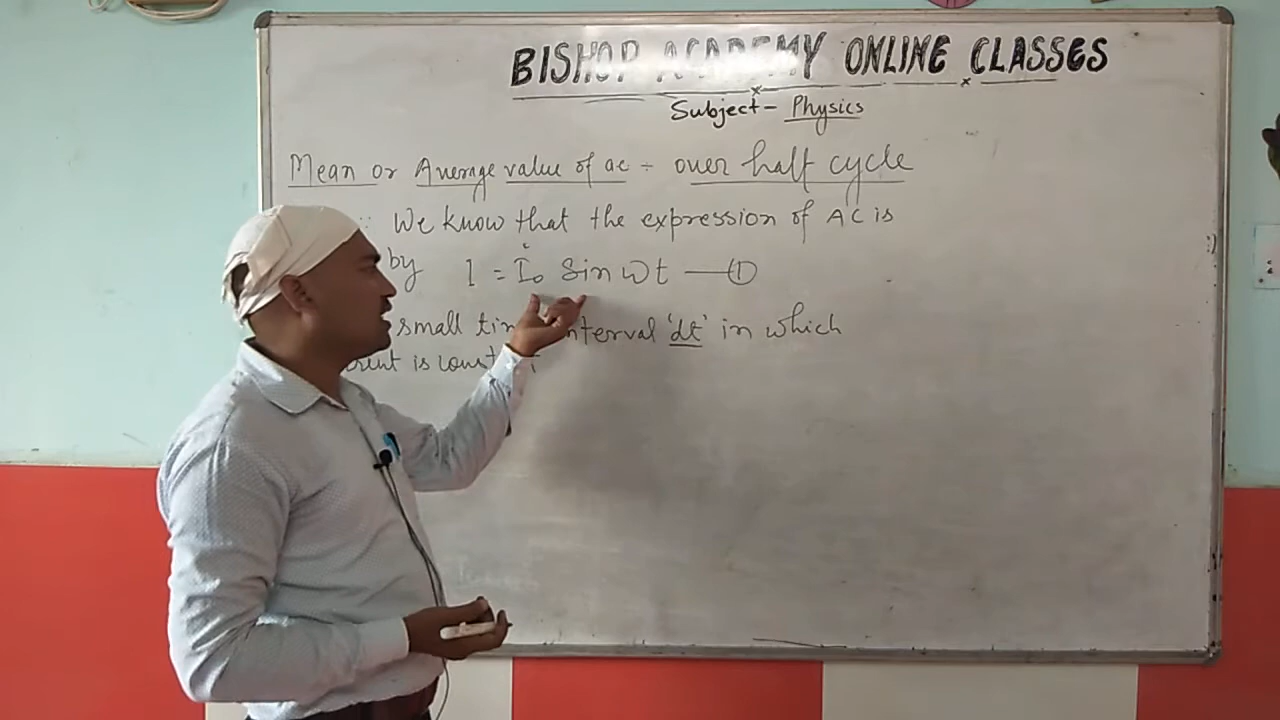 BISHOP ACADEMY ONLINE CLASSES
Subject- Physics
Mean or Average value of ac ÷ over half cycle
We know that the expression of AC is
by I = I₀ Sin ωt —①
small interval 'dt' in which
is